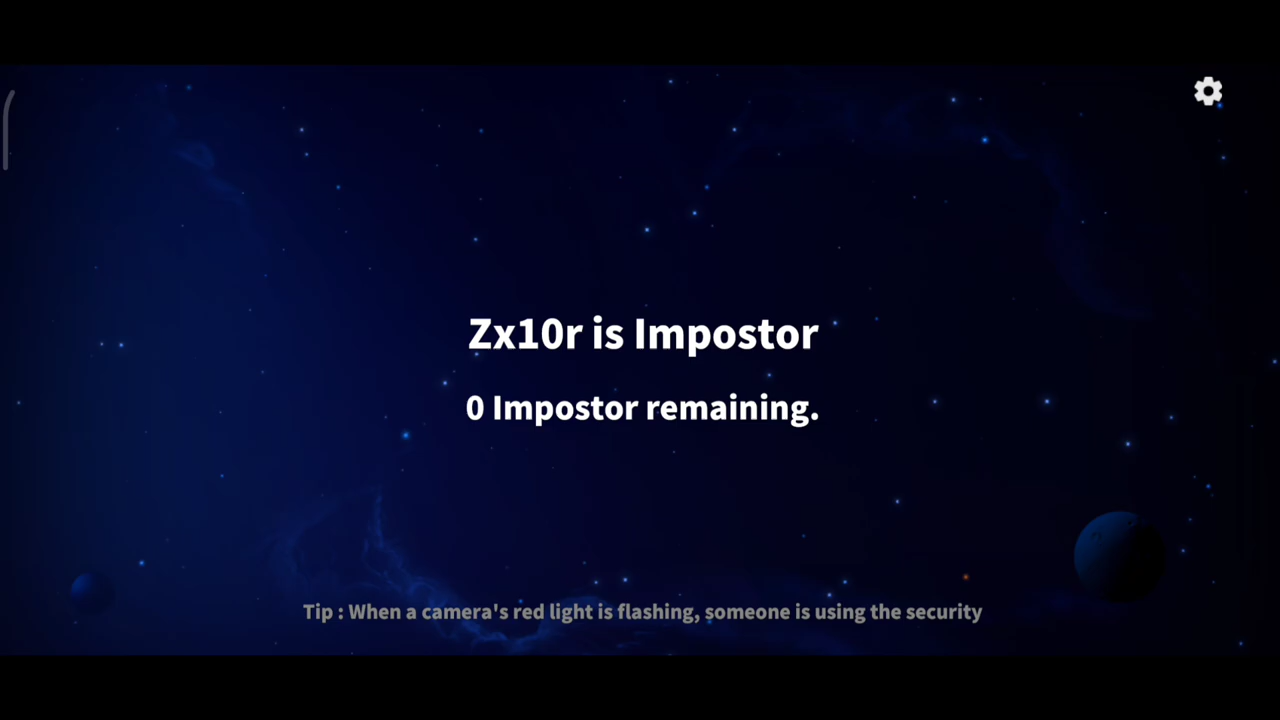 Zx10r is Impostor
0 Impostor remaining.
Tip : When a camera's red light is flashing, someone is using the security